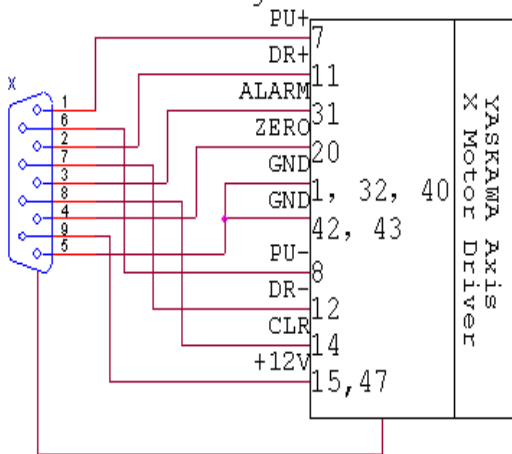 X
1
6
2
7
3
8
4
9
5
PU+
7
DR+
11
ALARM
31
ZERO
20
GND
1, 32, 40
GND
42, 43
PU-
8
DR-
12
CLR
14
+12V
15,47
YASKAWA Axis
X Motor Driver